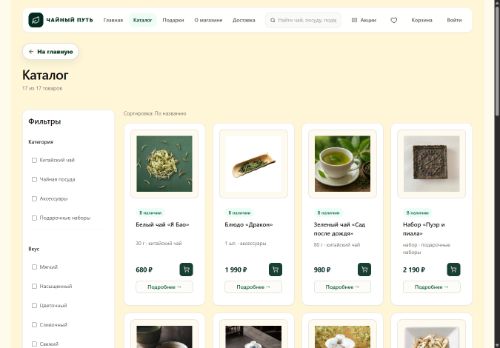 ЧАЙНЫЙ ПУТЬ
Главная
Каталог
Подарки
О магазине
Доставка
Найти чай, посуду, пода
Акции
Корзина
Войти
← На главную
Каталог
17 из 17 товаров
Фильтры
Категория
Китайский чай
Чайная посуда
Аксессуары
Подарочные наборы
Вкус
Мягкий
Насыщенный
Цветочный
Сливочный
Свежий
Сортировка: По названию
В наличии
Белый чай «Я Бао»
30 г · китайский чай
680 ₽
Подробнее →
В наличии
Блюдо «Дракон»
1 шт. · аксессуары
1 990 ₽
Подробнее →
В наличии
Зеленый чай «Сад
после дождя»
80 г · китайский чай
980 ₽
Подробнее →
В наличии
Набор «Пуэр и
пиала»
набор · подарочные
наборы
2 190 ₽
Подробнее →